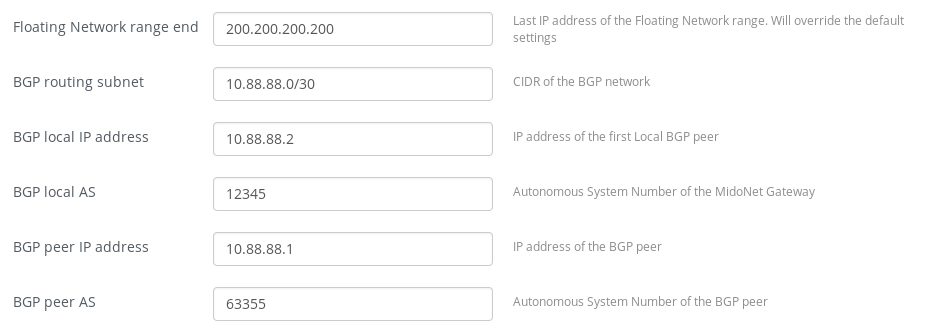 Floating Network range end
200.200.200.200
Last IP address of the Floating Network range. Will override the default
settings
BGP routing subnet
10.88.88.0/30
CIDR of the BGP network
BGP local IP address
10.88.88.2
IP address of the first Local BGP peer
BGP local AS
12345
Autonomous System Number of the MidoNet Gateway
BGP peer IP address
10.88.88.1
IP address of the BGP peer
BGP peer AS
63355
Autonomous System Number of the BGP peer